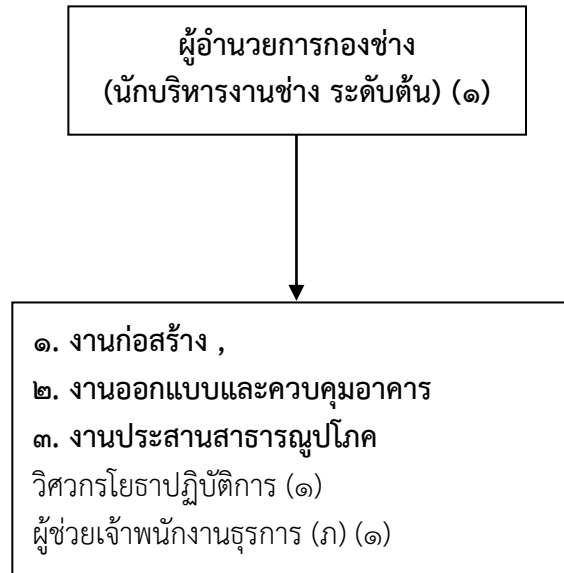 ผู้อำนวยการกองช่าง
(นักบริหารงานช่าง ระดับต้น) (๑)
๑. งานก่อสร้าง ,
๒. งานออกแบบและควบคุมอาคาร
๓. งานประสานสาธารณูปโภค
วิศวกรโยธาปฏิบัติการ (๑)
ผู้ช่วยเจ้าพนักงานธุรการ (ภ) (๑)